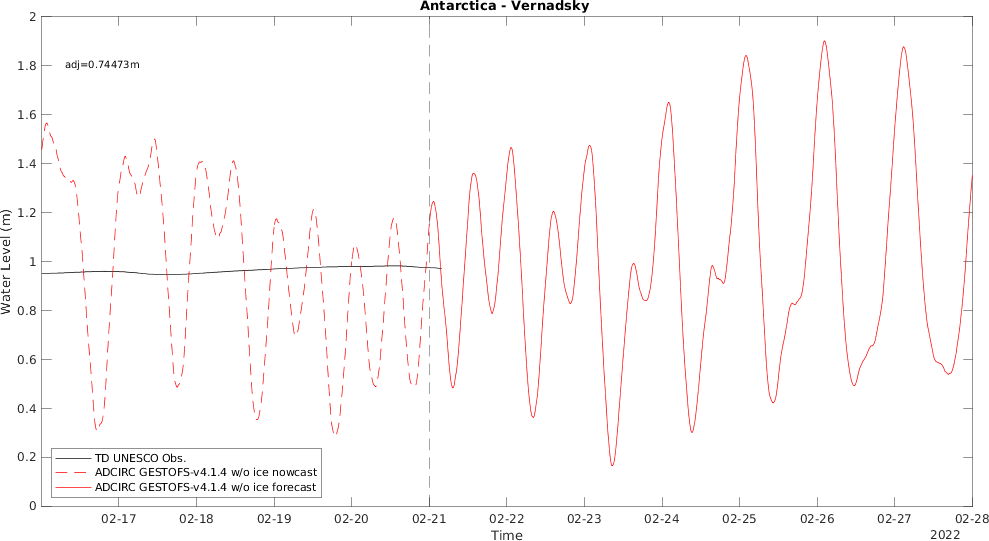 Antarctica - Vernadsky
adj=0.74473m
2
1.8
1.6
1.4
1.2
1
0.8
0.6
0.4
0.2
0
Water Level (m)
TD UNESCO Obs.
ADCIRC GESTOFS-v4.1.4 w/o ice nowcast
ADCIRC GESTOFS-v4.1.4 w/o ice forecast
02-17 02-18 02-19 02-20 02-21 02-22 02-23 02-24 02-25 02-26 02-27 02-28
Time
2022